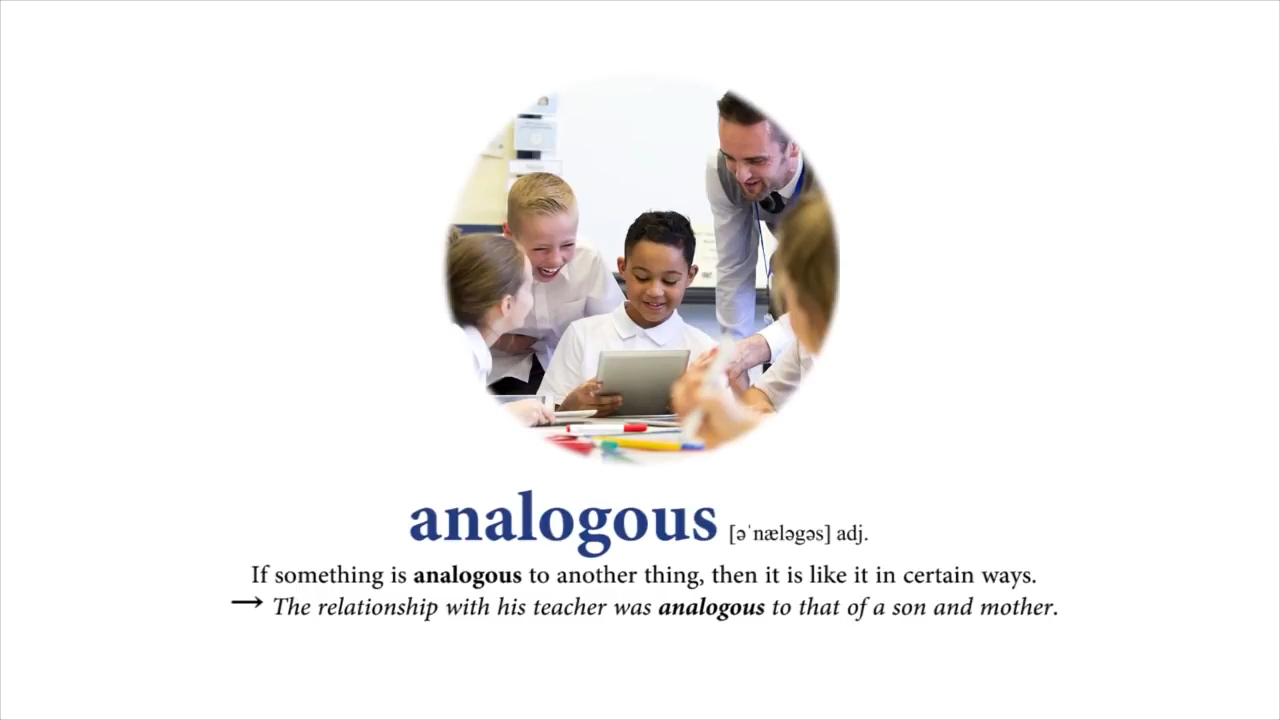 analogous [əˈnæləgəs] adj.
If something is analogous to another thing, then it is like it in certain ways.
→ The relationship with his teacher was analogous to that of a son and mother.